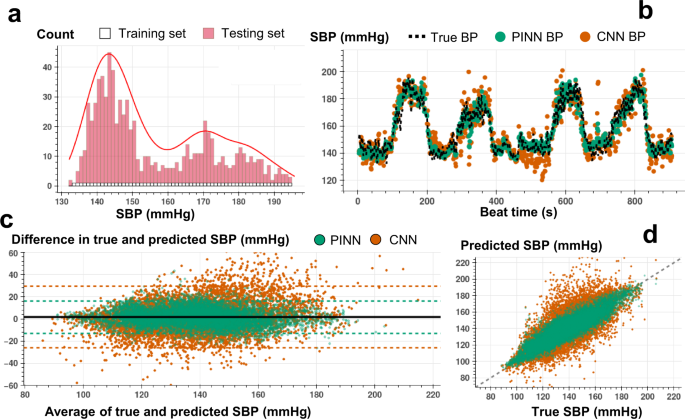 a
Count
Training set
Testing set
40
30
20
10
0
130
140
150
160
170
180
190
SBP (mmHg)
b
SBP (mmHg)
True BP
PINN BP
CNN BP
200
180
160
140
120
0
200
400
600
800
Beat time (s)
c
Difference in true and predicted SBP (mmHg)
PINN
CNN
60
40
20
0
−20
−40
−60
80
100
120
140
160
180
200
220
Average of true and predicted SBP (mmHg)
d
Predicted SBP (mmHg)
220
200
180
160
140
120
100
80
80
100
120
140
160
180
200
220
True SBP (mmHg)